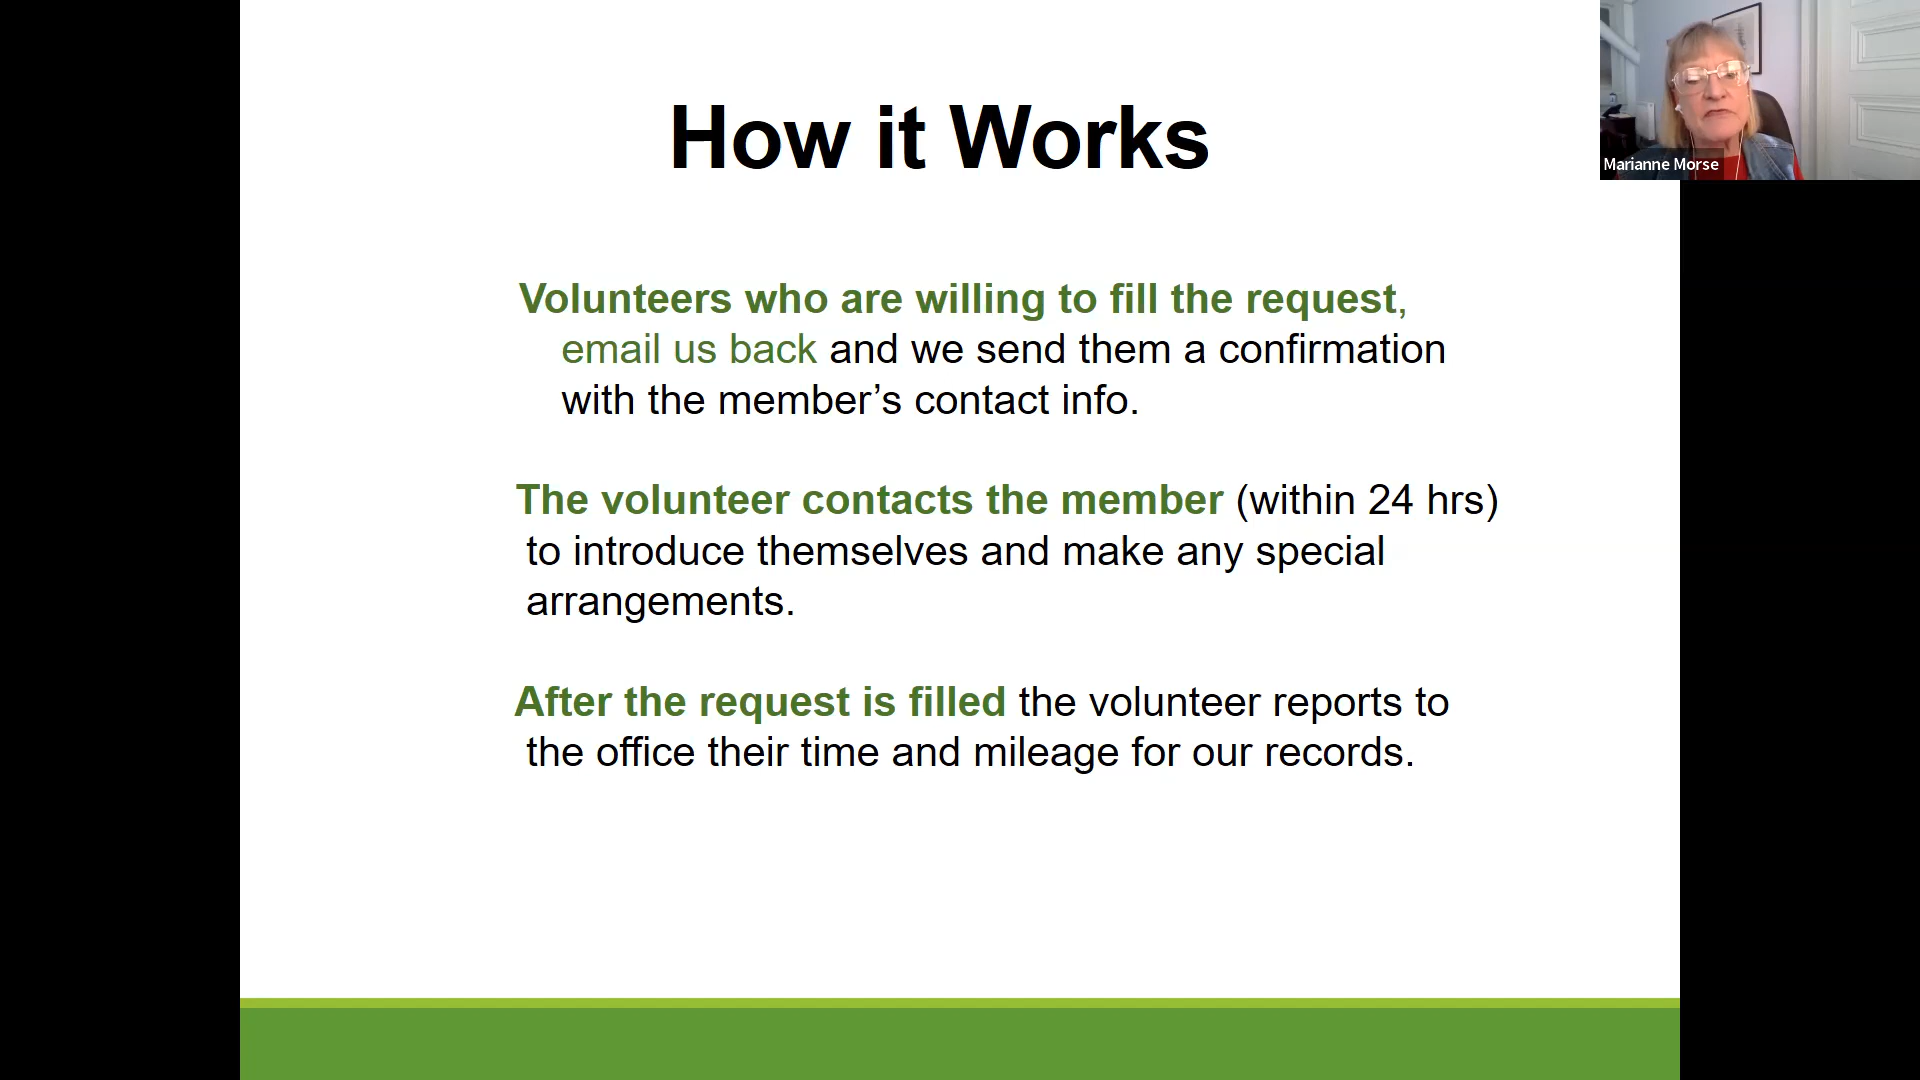 How it Works
Marianne Morse
Volunteers who are willing to fill the request,
email us back and we send them a confirmation
with the member’s contact info.
The volunteer contacts the member (within 24 hrs)
to introduce themselves and make any special
arrangements.
After the request is filled the volunteer reports to
the office their time and mileage for our records.